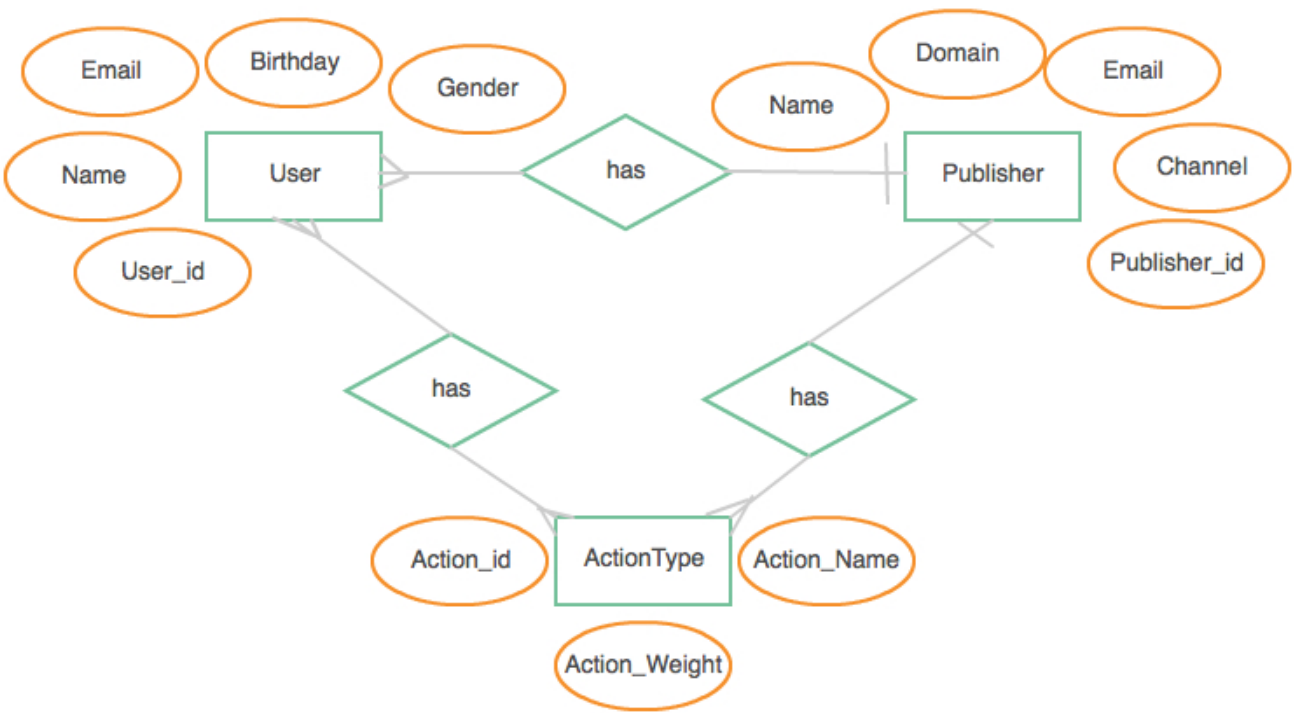 Email
Birthday
Gender
Name
User
User_id
has
Name
Domain
Email
Publisher
Channel
Publisher_id
has
has
Action_id
ActionType
Action_Name
Action_Weight